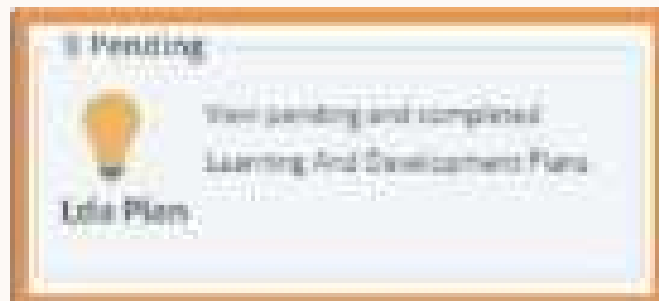 Pending
View pending and completed
Learning And Development Plans
Plan